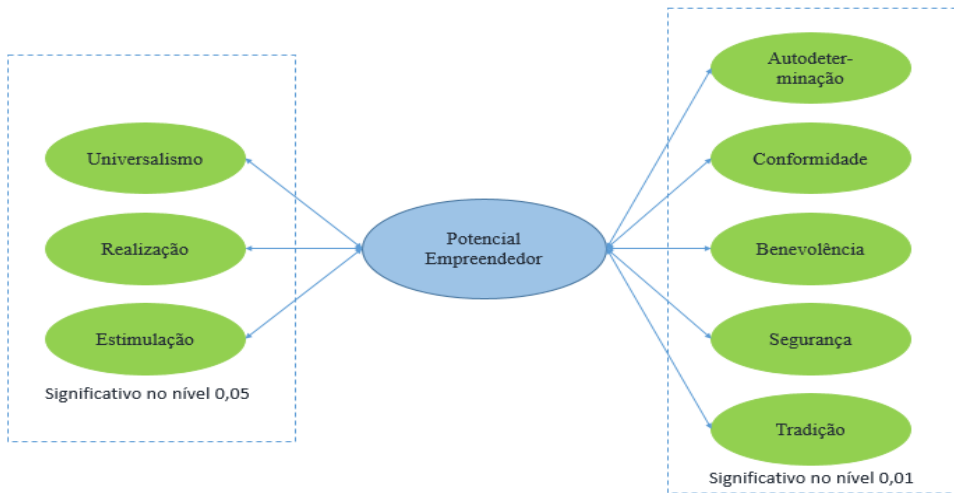 Universalismo
Realização
Estimulação
Significativo no nível 0,05
Potencial
Empreendedor
Autodeter-
minação
Conformidade
Benevolência
Segurança
Tradição
Significativo no nível 0,01